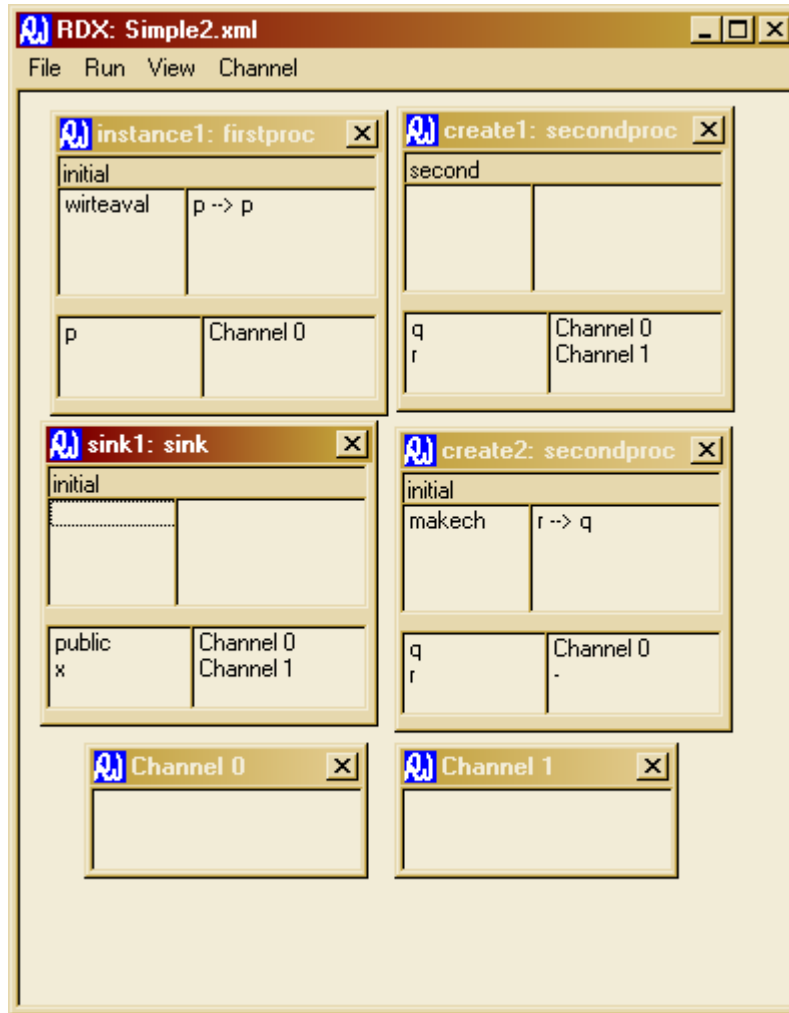 RDX: Simple2.xml
File Run View Channel
instance1: firstproc
initial
wirteaval p --> p
p Channel 0
create1: secondproc
second
q Channel 0
r Channel 1
sink1: sink
initial
public Channel 0
x Channel 1
create2: secondproc
initial
makech r --> q
q Channel 0
r -
Channel 0
Channel 1